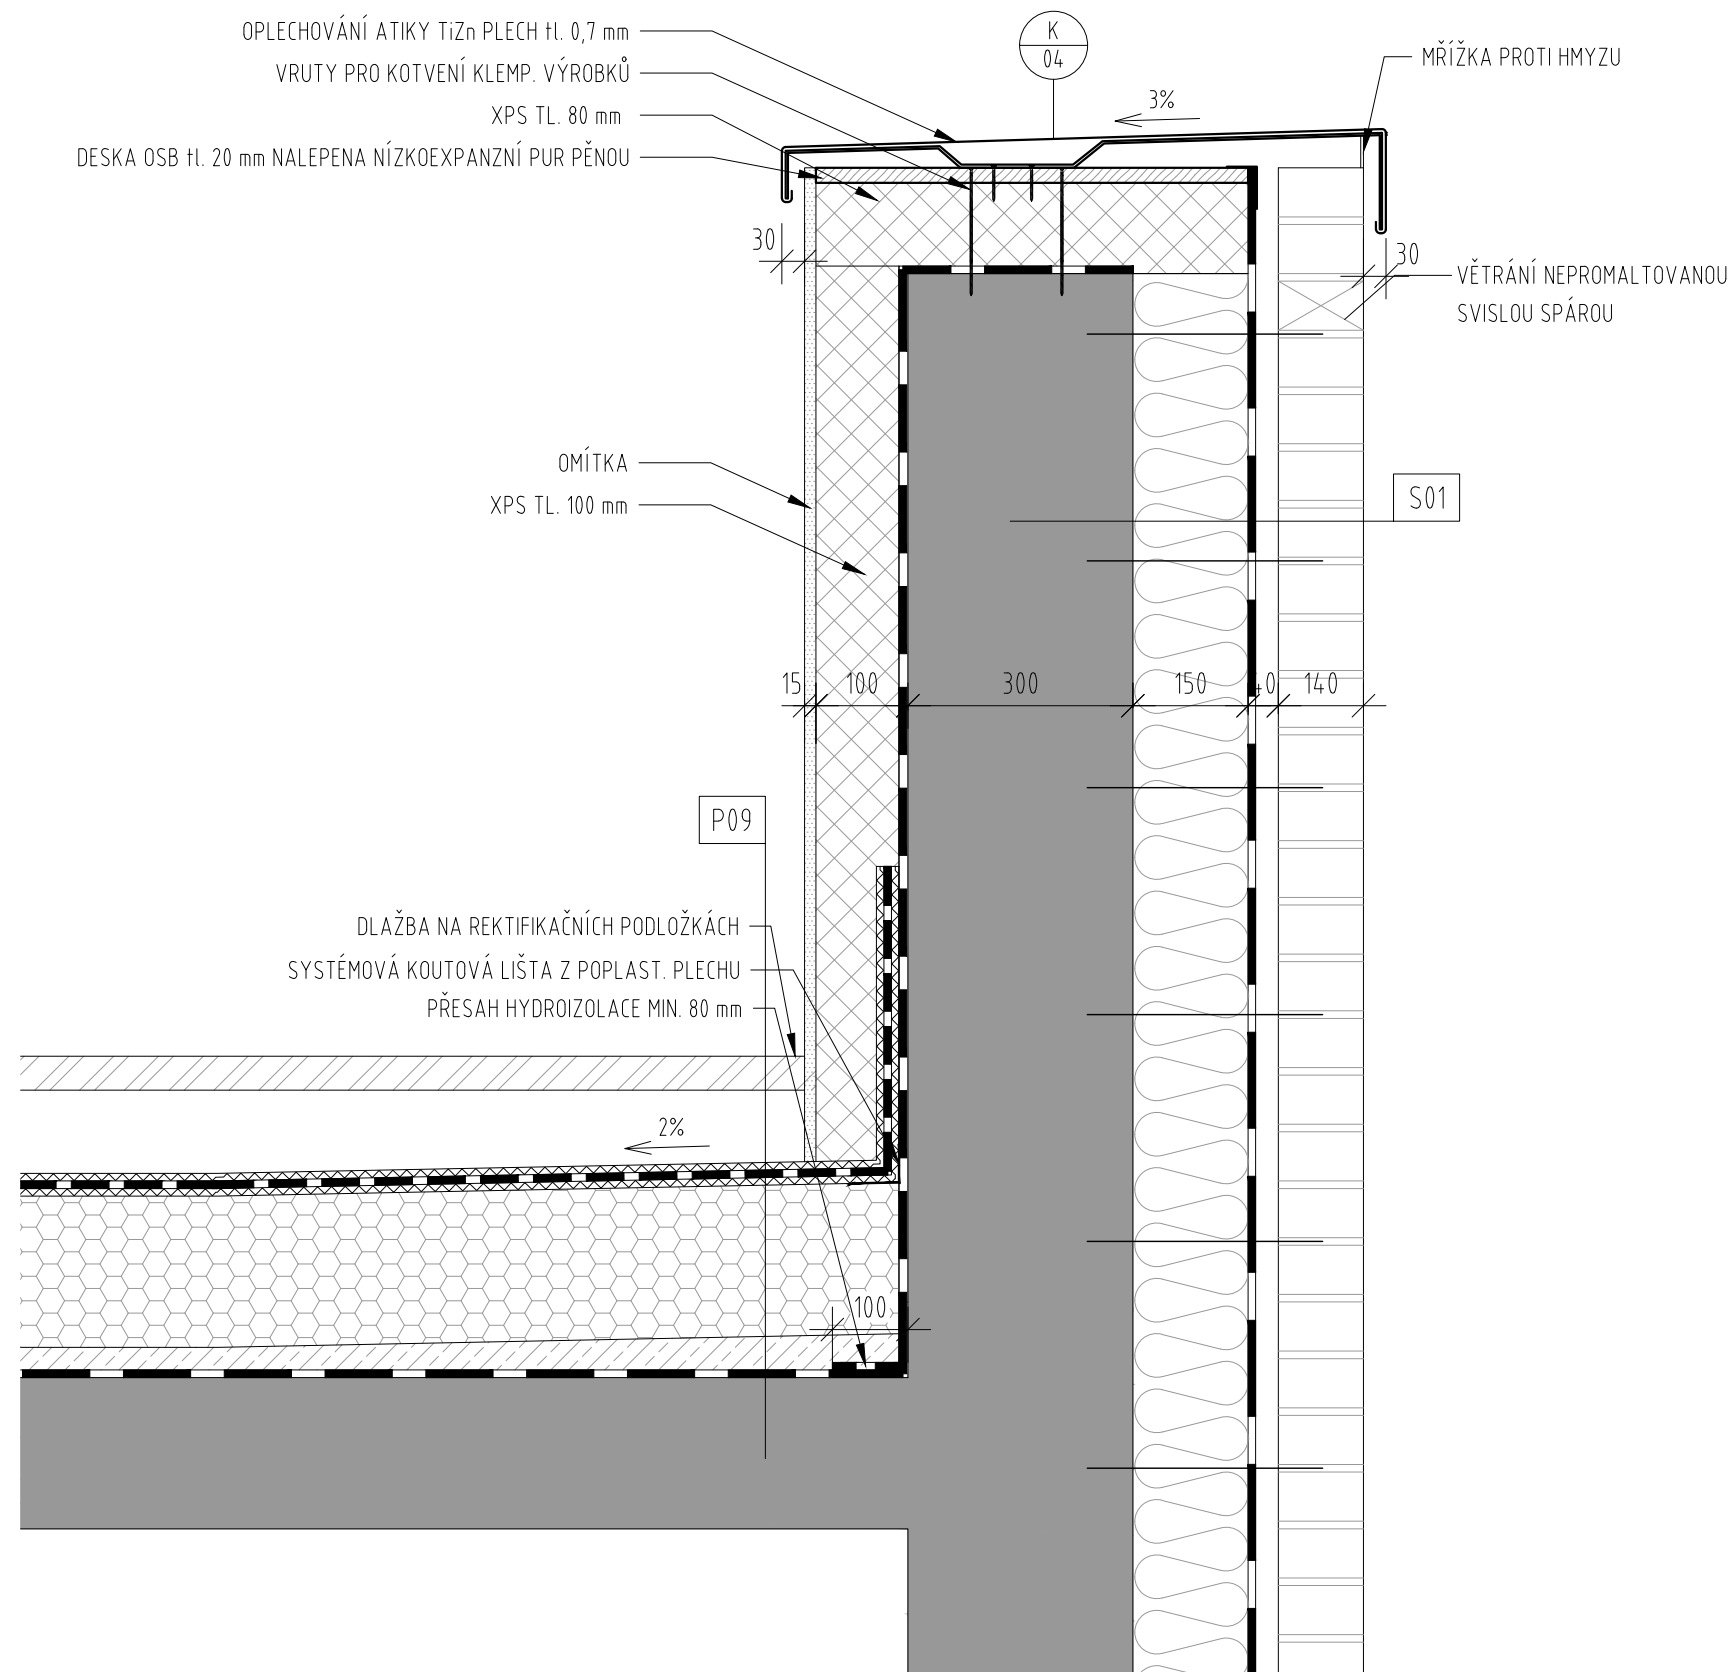 OPLECHOVÁNÍ ATIKY TiZn PLECH tl. 0,7 mm
VRUTY PRO KOTVENÍ KLEMP. VÝROBKŮ
XPS TL. 80 mm
DESKA OSB tl. 20 mm NALEPENA NÍZKOEXPANZNÍ PUR PĚNOU
K
04
3%
MŘÍŽKA PROTI HMYZU
30
30
VĚTRÁNÍ NEPROMALTOVANOU
SVISLOU SPÁROU
OMÍTKA
XPS TL. 100 mm
S01
15 100 300 150 40 140
P09
DLAŽBA NA REKTIFIKAČNÍCH PODLOŽKÁCH
SYSTÉMOVÁ KOUTOVÁ LIŠTA Z POPLAST. PLECHU
PŘESAH HYDROIZOLACE MIN. 80 mm
2%
100